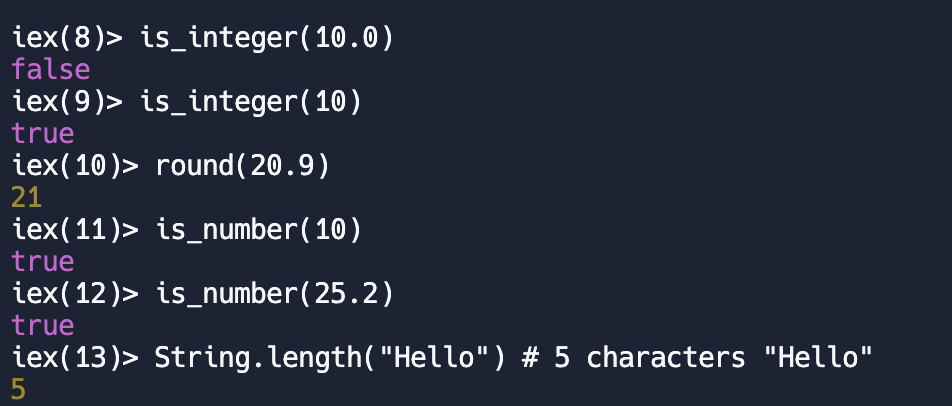 iex(8)> is_integer(10.0)
false
iex(9)> is_integer(10)
true
iex(10)> round(20.9)
21
iex(11)> is_number(10)
true
iex(12)> is_number(25.2)
true
iex(13)> String.length("Hello") # 5 characters "Hello"
5